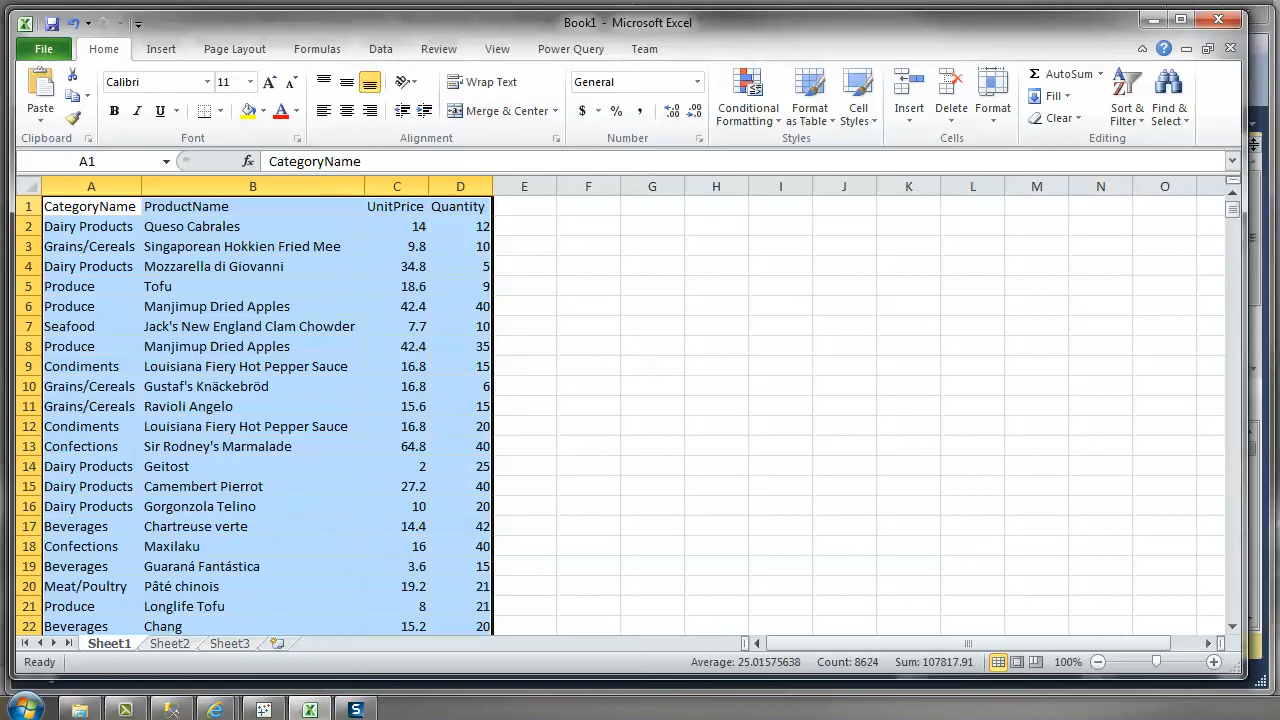 Book1 - Microsoft Excel
File Home Insert Page Layout Formulas Data Review View Power Query Team
Paste
Calibri 11
B I U A
Wrap Text
Merge & Center
General
$ % ,
Conditional Formatting
Format as Table
Cell Styles
Insert Delete Format
Σ AutoSum
Fill
Clear
Sort & Filter
Find & Select
Clipboard Font Alignment Number Styles Cells Editing
A1 fx CategoryName
A B C D E F G H I J K L M N O
1 CategoryName ProductName UnitPrice Quantity
2 Dairy Products Queso Cabrales 14 12
3 Grains/Cereals Singaporean Hokkien Fried Mee 9.8 10
4 Dairy Products Mozzarella di Giovanni 34.8 5
5 Produce Tofu 18.6 9
6 Produce Manjimup Dried Apples 42.4 40
7 Seafood Jack's New England Clam Chowder 7.7 10
8 Produce Manjimup Dried Apples 42.4 35
9 Condiments Louisiana Fiery Hot Pepper Sauce 16.8 15
10 Grains/Cereals Gustaf's Knäckebröd 16.8 6
11 Grains/Cereals Ravioli Angelo 15.6 15
12 Condiments Louisiana Fiery Hot Pepper Sauce 16.8 20
13 Confections Sir Rodney's Marmalade 64.8 40
14 Dairy Products Geitost 2 25
15 Dairy Products Camembert Pierrot 27.2 40
16 Dairy Products Gorgonzola Telino 10 20
17 Beverages Chartreuse verte 14.4 42
18 Confections Maxilaku 16 40
19 Beverages Guaraná Fantástica 3.6 15
20 Meat/Poultry Pâté chinois 19.2 21
21 Produce Longlife Tofu 8 21
22 Beverages Chang 15.2 20
Sheet1 Sheet2 Sheet3
Ready Average: 25.01575638 Count: 8624 Sum: 107817.91 100%